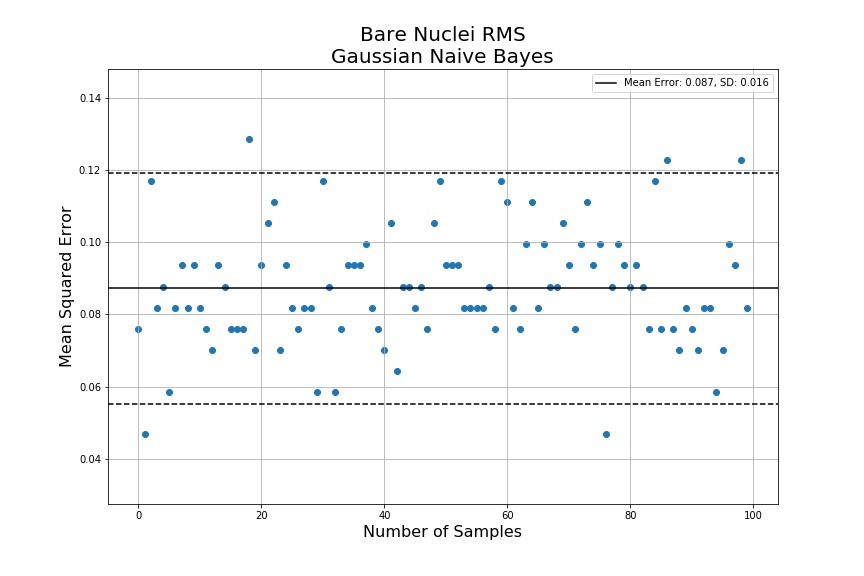 Bare Nuclei RMS
Gaussian Naive Bayes
Mean Error: 0.087, SD: 0.016
Mean Squared Error
0.14
0.12
0.10
0.08
0.06
0.04
0 20 40 60 80 100
Number of Samples